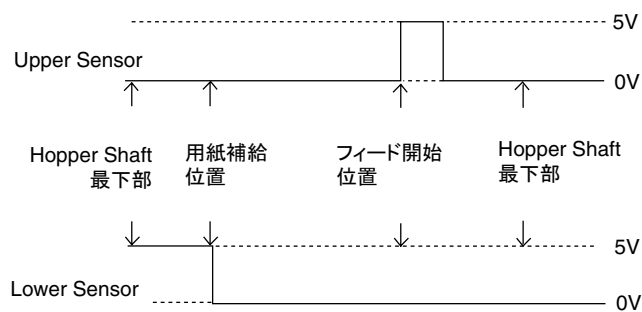 5V
Upper Sensor
0V
Hopper Shaft
最下部
用紙補給
位置
フィード開始
位置
Hopper Shaft
最下部
5V
Lower Sensor
0V